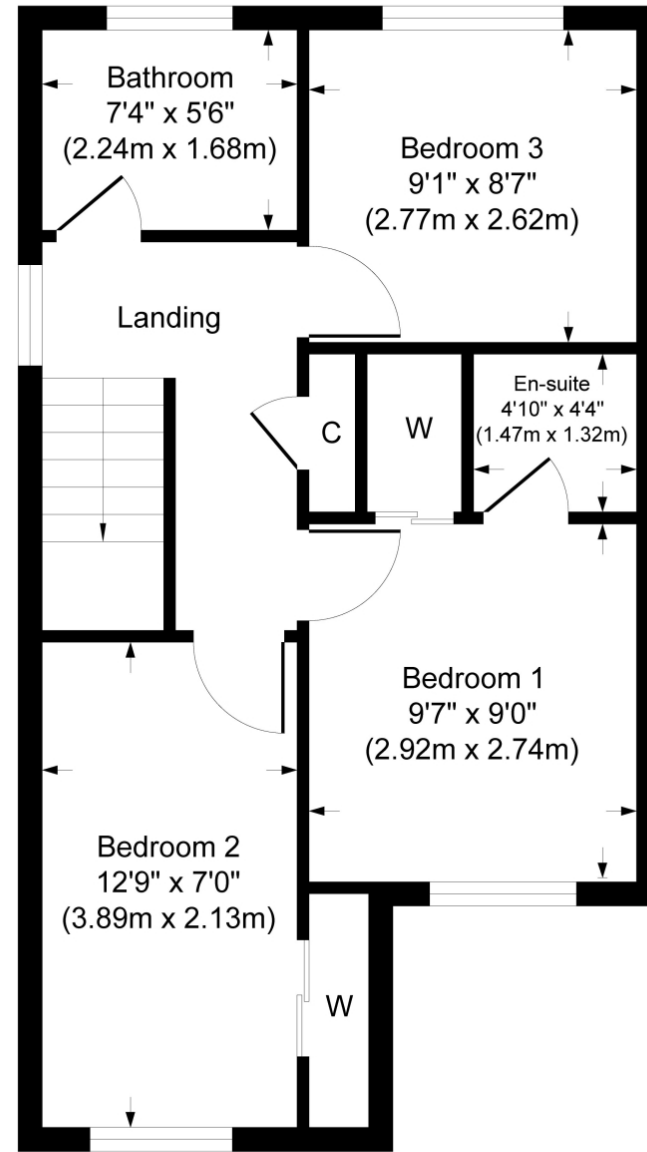 Bathroom
7'4" x 5'6"
(2.24m x 1.68m)
Bedroom 3
9'1" x 8'7"
(2.77m x 2.62m)
Landing
C
W
En-suite
4'10" x 4'4"
(1.47m x 1.32m)
Bedroom 1
9'7" x 9'0"
(2.92m x 2.74m)
Bedroom 2
12'9" x 7'0"
(3.89m x 2.13m)
W